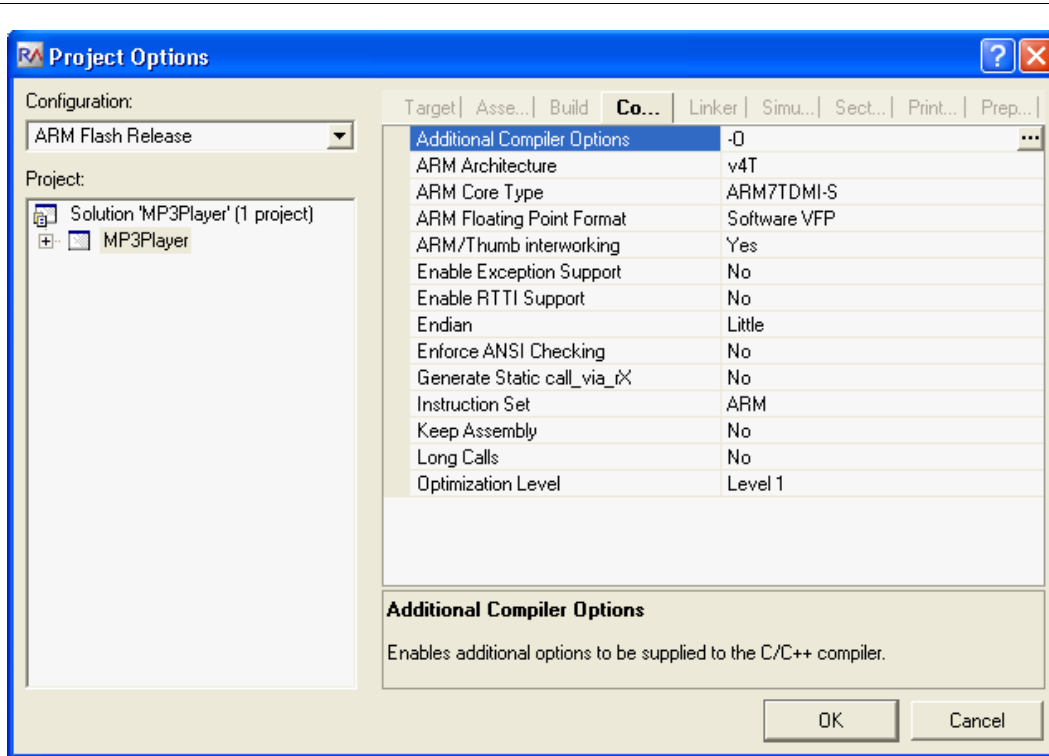 RA Project Options
Configuration:
ARM Flash Release
Project:
Solution 'MP3Player' (1 project)
MP3Player
Target| Asse...| Build Co... Linker| Simu...| Sect...| Print...| Prep...|
Additional Compiler Options -O ...
ARM Architecture v4T
ARM Core Type ARM7TDMI-S
ARM Floating Point Format Software VFP
ARM/Thumb interworking Yes
Enable Exception Support No
Enable RTTI Support No
Endian Little
Enforce ANSI Checking No
Generate Static call_via_rX No
Instruction Set ARM
Keep Assembly No
Long Calls No
Optimization Level Level 1
Additional Compiler Options
Enables additional options to be supplied to the C/C++ compiler.
OK Cancel